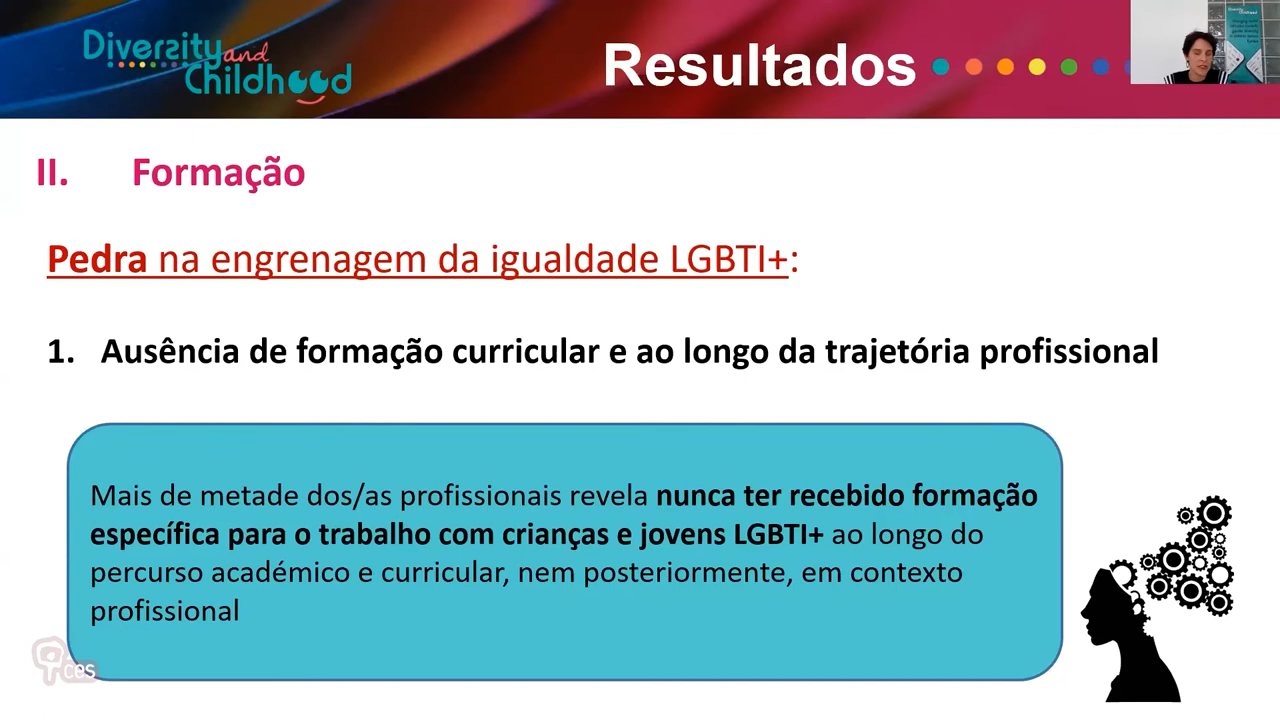 Diversity and
Childhood
Resultados
II. Formação
Pedra na engrenagem da igualdade LGBTI+:
1. Ausência de formação curricular e ao longo da trajetória profissional
Mais de metade dos/as profissionais revela nunca ter recebido formação
específica para o trabalho com crianças e jovens LGBTI+ ao longo do
percurso académico e curricular, nem posteriormente, em contexto
profissional
ces